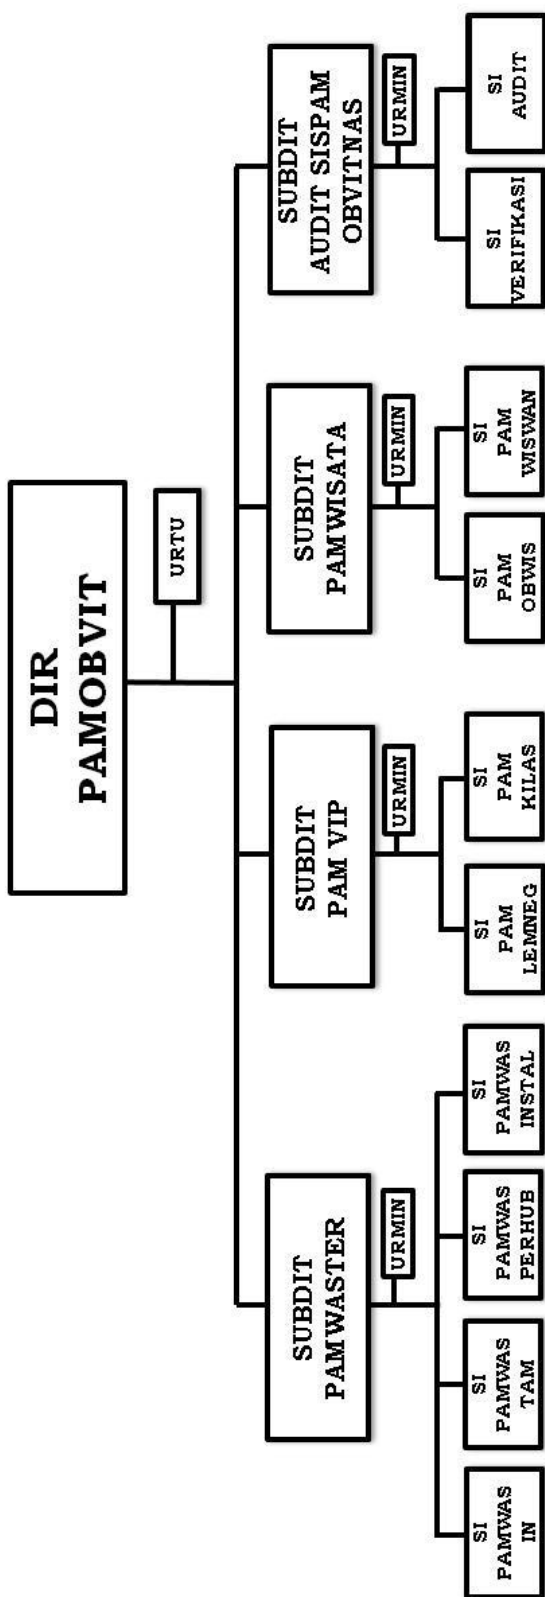 DIR
PAMOBVIT
URTU
SUBDIT
PAMWASTER
SUBDIT
PAM VIP
SUBDIT
PAMWISATA
SUBDIT
AUDIT SISPAM
OBVITNAS
URMIN
URMIN
URMIN
URMIN
SI
PAMWAS
IN
SI
PAMWAS
TAM
SI
PAMWAS
PERHUB
SI
PAMWAS
INSTAL
SI
PAM
LEMNEG
SI
PAM
KILAS
SI
PAM
OBWIS
SI
PAM
WISWAN
SI
VERIFIKASI
SI
AUDIT